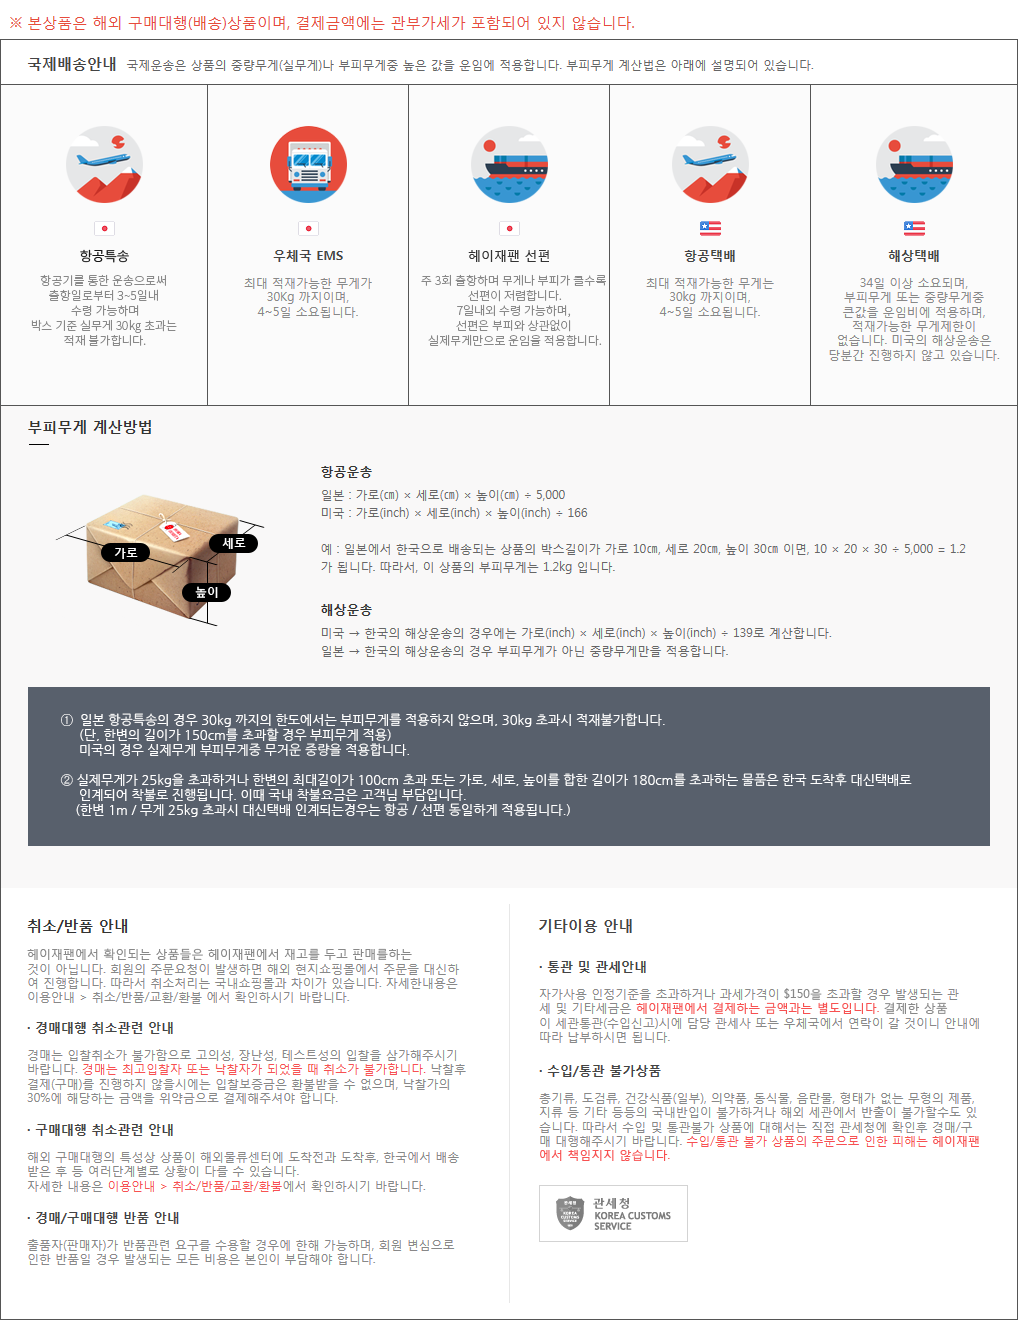 ※ 본상품은 해외 구매대행(배송)상품이며, 결제금액에는 관부가세가 포함되어 있지 않습니다.
국제배송안내 국제운송은 상품의 중량무게(실무게)나 부피무게중 높은 값을 운임에 적용합니다. 부피무게 계산법은 아래에 설명되어 있습니다.
항공특송
항공기를 통한 운송으로써
출항일로부터 3~5일내
수령 가능하며
박스 기준 실무게 30kg 초과는
적재 불가합니다.
우체국 EMS
최대 적재가능한 무게가
30Kg 까지이며,
4~5일 소요됩니다.
헤이재팬 선편
주 3회 출항하며 무게나 부피가 클수록
선편이 저렴합니다.
7일내외 수령 가능하며,
선편은 부피와 상관없이
실제무게만으로 운임을 적용합니다.
항공택배
최대 적재가능한 무게는
30kg 까지이며,
4~5일 소요됩니다.
해상택배
34일 이상 소요되며,
부피무게 또는 중량무게중
큰값을 운임비에 적용하며,
적재가능한 무게제한이
없습니다. 미국의 해상운송은
당분간 진행하지 않고 있습니다.
부피무게 계산방법
가로
세로
높이
항공운송
일본 : 가로(㎝) × 세로(㎝) × 높이(㎝) ÷ 5,000
미국 : 가로(inch) × 세로(inch) × 높이(inch) ÷ 166
예 : 일본에서 한국으로 배송되는 상품의 박스길이가 가로 10㎝, 세로 20㎝, 높이 30㎝ 이면, 10 × 20 × 30 ÷ 5,000 = 1.2
가 됩니다. 따라서, 이 상품의 부피무게는 1.2kg 입니다.
해상운송
미국 → 한국의 해상운송의 경우에는 가로(inch) × 세로(inch) × 높이(inch) ÷ 139로 계산합니다.
일본 → 한국의 해상운송의 경우 부피무게가 아닌 중량무게만을 적용합니다.
① 일본 항공특송의 경우 30kg 까지의 한도에서는 부피무게를 적용하지 않으며, 30kg 초과시 적재불가합니다.
(단, 한변의 길이가 150cm를 초과할 경우 부피무게 적용)
미국의 경우 실제무게 부피무게중 무거운 중량을 적용합니다.
② 실제무게가 25kg을 초과하거나 한변의 최대길이가 100cm 초과 또는 가로, 세로, 높이를 합한 길이가 180cm를 초과하는 물품은 한국 도착후 대신택배로
인계되어 착불로 진행됩니다. 이때 국내 착불요금은 고객님 부담입니다.
(한변 1m / 무게 25kg 초과시 대신택배 인계되는경우는 항공 / 선편 동일하게 적용됩니다.)
취소/반품 안내
헤이재팬에서 확인되는 상품들은 헤이재팬에서 재고를 두고 판매를하는
것이 아닙니다. 회원의 주문요청이 발생하면 해외 현지쇼핑몰에서 주문을 대신하
여 진행합니다. 따라서 취소처리는 국내쇼핑몰과 차이가 있습니다. 자세한내용은
이용안내 > 취소/반품/교환/환불 에서 확인하시기 바랍니다.
· 경매대행 취소관련 안내
경매는 입찰취소가 불가함으로 고의성, 장난성, 테스트성의 입찰을 삼가해주시기
바랍니다. 경매는 최고입찰자 또는 낙찰자가 되었을 때 취소가 불가합니다. 낙찰후
결제(구매)를 진행하지 않을시에는 입찰보증금은 환불받을 수 없으며, 낙찰가의
30%에 해당하는 금액을 위약금으로 결제해주셔야 합니다.
· 구매대행 취소관련 안내
해외 구매대행의 특성상 상품이 해외물류센터에 도착전과 도착후, 한국에서 배송
받은 후 등 여러단계별로 상황이 다를 수 있습니다.
자세한 내용은 이용안내 > 취소/반품/교환/환불에서 확인하시기 바랍니다.
· 경매/구매대행 반품 안내
출품자(판매자)가 반품관련 요구를 수용할 경우에 한해 가능하며, 회원 변심으로
인한 반품일 경우 발생되는 모든 비용은 본인이 부담해야 합니다.
기타이용 안내
· 통관 및 관세안내
자가사용 인정기준을 초과하거나 과세가격이 $150을 초과할 경우 발생되는 관
세 및 기타세금은 헤이재팬에서 결제하는 금액과는 별도입니다. 결제한 상품
이 세관통관(수입신고)시에 담당 관세사 또는 우체국에서 연락이 갈 것이니 안내에
따라 납부하시면 됩니다.
· 수입/통관 불가상품
총기류, 도검류, 건강식품(일부), 의약품, 동식물, 음란물, 형태가 없는 무형의 제품,
지류 등 기타 등등의 국내반입이 불가하거나 해외 세관에서 반출이 불가할수도 있
습니다. 따라서 수입 및 통관불가 상품에 대해서는 직접 관세청에 확인후 경매/구
매 대행해주시기 바랍니다. 수입/통관 불가 상품의 주문으로 인한 피해는 헤이재팬
에서 책임지지 않습니다.
관세청
KOREA CUSTOMS
SERVICE